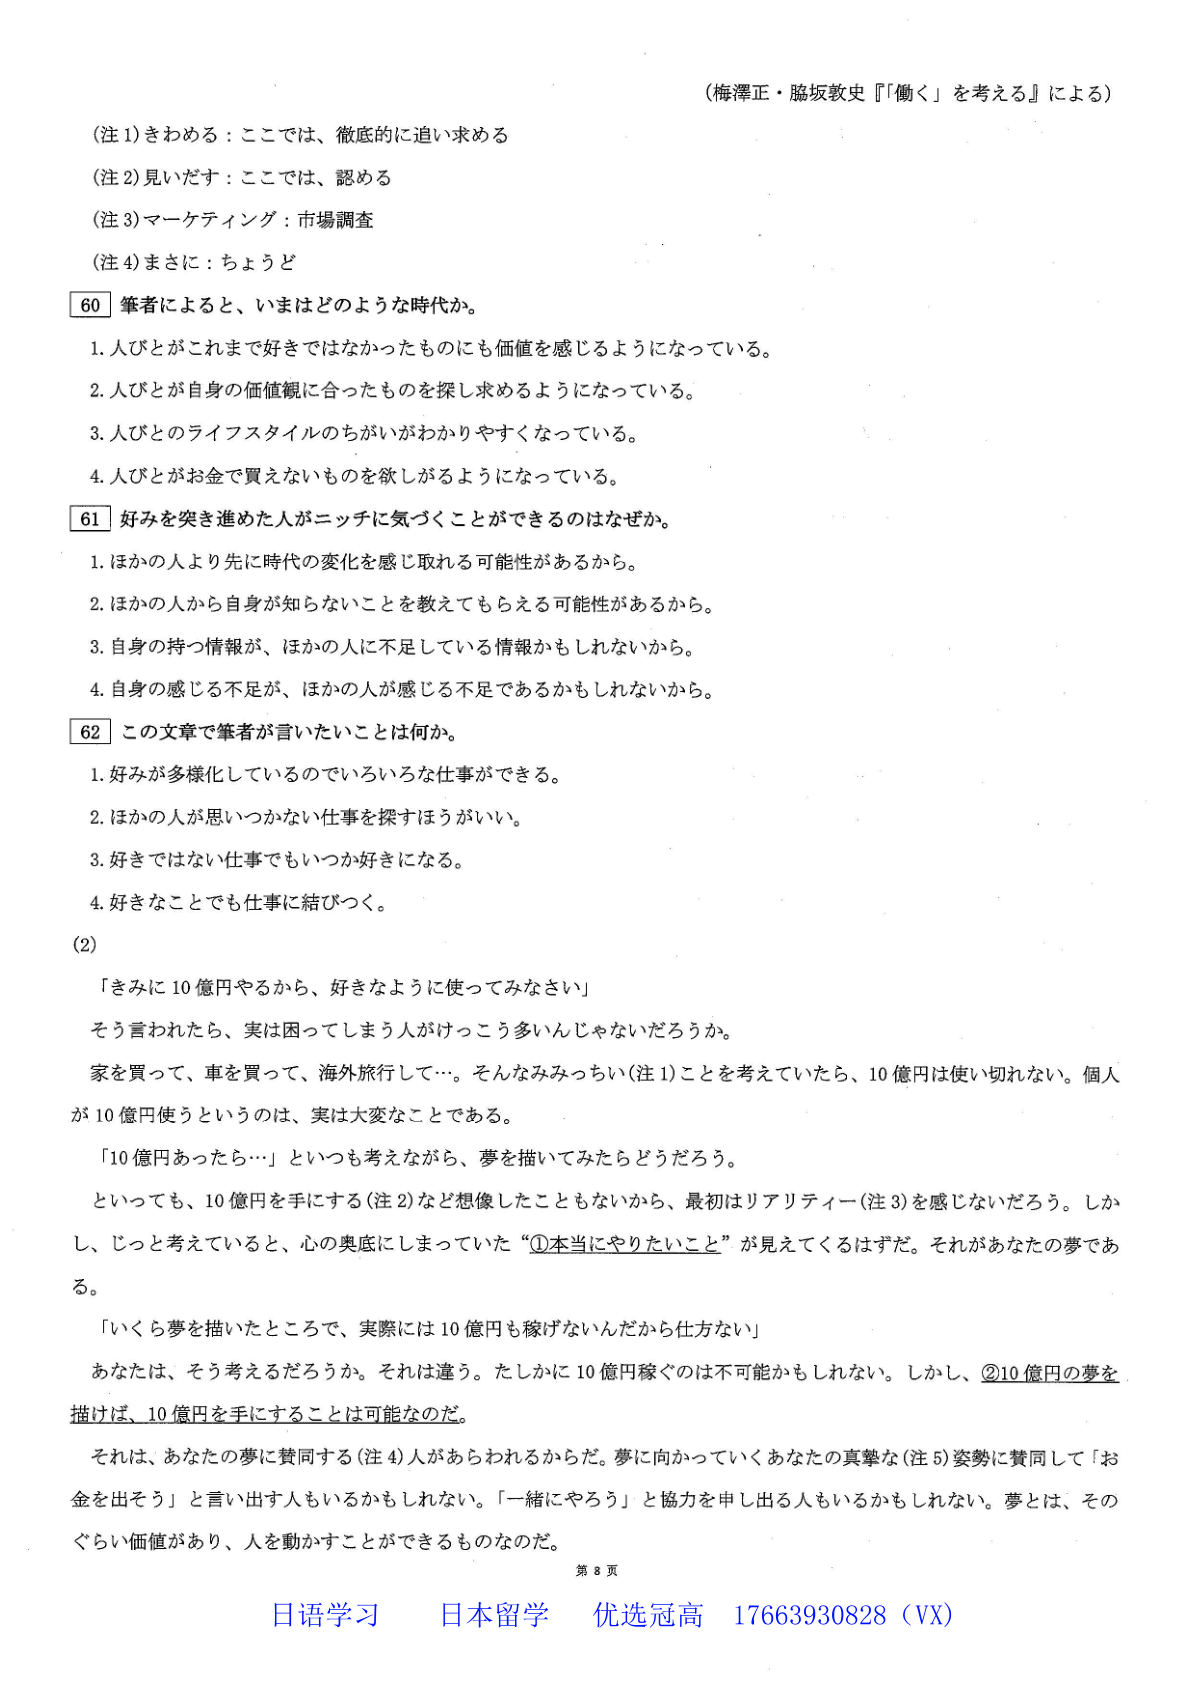 （梅澤正・脇坂敦史『「働く」を考える』による）
(注 1)きわめる：ここでは、徹底的に追い求める
(注 2)見いだす：ここでは、認める
(注 3)マーケティング：市場調査
(注 4)まさに：ちょうど
60 筆者によると、いまはどのような時代か。
1. 人びとがこれまで好きではなかったものにも価値を感じるようになっている。
2. 人びとが自身の価値観に合ったものを探し求めるようになっている。
3. 人びとのライフスタイルのちがいがわかりやすくなっている。
4. 人びとがお金で買えないものを欲しがるようになっている。
61 好みを突き進めた人がニッチに気づくことができるのはなぜか。
1. ほかの人より先に時代の変化を感じ取れる可能性があるから。
2. ほかの人から自身が知らないことを教えてもらえる可能性があるから。
3. 自身の持つ情報が、ほかの人に不足している情報かもしれないから。
4. 自身の感じる不足が、ほかの人が感じる不足であるかもしれないから。
62 この文章で筆者が言いたいことは何か。
1. 好みが多様化しているのでいろいろな仕事ができる。
2. ほかの人が思いつかない仕事を探すほうがいい。
3. 好きではない仕事でもいつか好きになる。
4. 好きなことでも仕事に結びつく。
(2)
「きみに 10 億円やるから、好きなように使ってみなさい」
そう言われたら、実は困ってしまう人がけっこう多いんじゃないだろうか。
家を買って、車を買って、海外旅行して…。そんなみみっちい(注 1)ことを考えていたら、10 億円は使い切れない。個人
が 10 億円使うというのは、実は大変なことである。
「10 億円あったら…」といつも考えながら、夢を描いてみたらどうだろう。
といっても、10 億円を手にする(注 2)など想像したこともないから、最初はリアリティー(注 3)を感じないだろう。しか
し、じっと考えていると、心の奥底にしまっていた“①本当にやりたいこと”が見えてくるはずだ。それがあなたの夢であ
る。
「いくら夢を描いたところで、実際には 10 億円も稼げないんだから仕方ない」
あなたは、そう考えるだろうか。それは違う。たしかに 10 億円稼ぐのは不可能かもしれない。しかし、②10 億円の夢を
描けば、10 億円を手にすることは可能なのだ。
それは、あなたの夢に賛同する(注 4)人があらわれるからだ。夢に向かっていくあなたの真摯な(注 5)姿勢に賛同して「お
金を出そう」と言い出す人もいるかもしれない。「一緒にやろう」と協力を申し出る人もいるかもしれない。夢とは、その
ぐらい価値があり、人を動かすことができるものなのだ。
第 8 页
日语学习 日本留学 优选冠高 17663930828（VX)